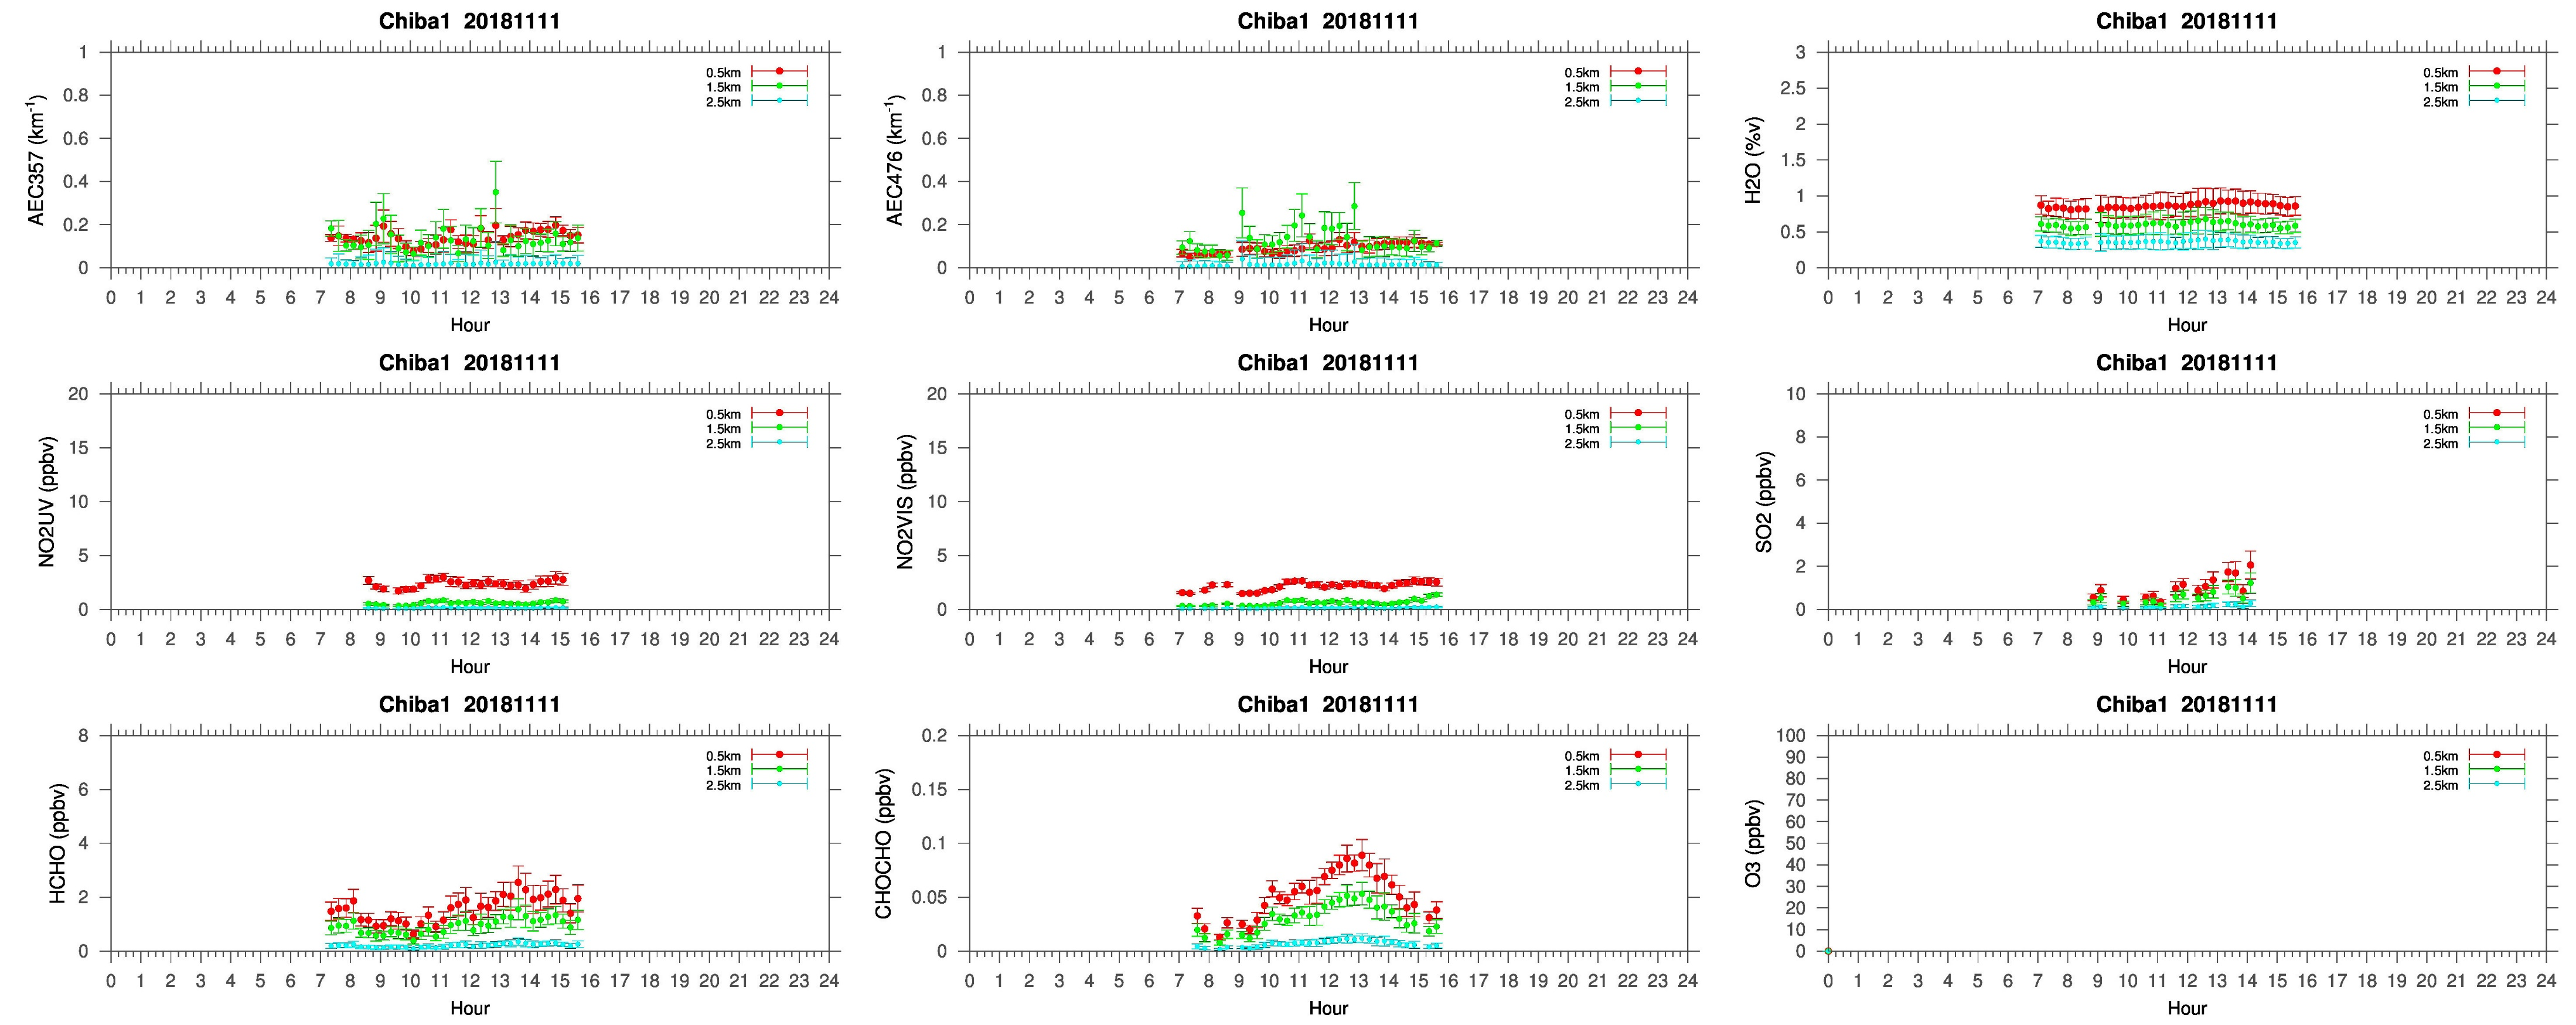 Chiba1 20181111
1
0.8
0.6
0.4
0.2
0
AEC357 (km-1)
0.5km
1.5km
2.5km
0 1 2 3 4 5 6 7 8 9 10 11 12 13 14 15 16 17 18 19 20 21 22 23 24
Hour
Chiba1 20181111
1
0.8
0.6
0.4
0.2
0
AEC476 (km-1)
0.5km
1.5km
2.5km
0 1 2 3 4 5 6 7 8 9 10 11 12 13 14 15 16 17 18 19 20 21 22 23 24
Hour
Chiba1 20181111
3
2.5
2
1.5
1
0.5
0
H2O (%v)
0.5km
1.5km
2.5km
0 1 2 3 4 5 6 7 8 9 10 11 12 13 14 15 16 17 18 19 20 21 22 23 24
Hour
Chiba1 20181111
20
15
10
5
0
NO2UV (ppbv)
0.5km
1.5km
2.5km
0 1 2 3 4 5 6 7 8 9 10 11 12 13 14 15 16 17 18 19 20 21 22 23 24
Hour
Chiba1 20181111
20
15
10
5
0
NO2VIS (ppbv)
0.5km
1.5km
2.5km
0 1 2 3 4 5 6 7 8 9 10 11 12 13 14 15 16 17 18 19 20 21 22 23 24
Hour
Chiba1 20181111
10
8
6
4
2
0
SO2 (ppbv)
0.5km
1.5km
2.5km
0 1 2 3 4 5 6 7 8 9 10 11 12 13 14 15 16 17 18 19 20 21 22 23 24
Hour
Chiba1 20181111
8
6
4
2
0
HCHO (ppbv)
0.5km
1.5km
2.5km
0 1 2 3 4 5 6 7 8 9 10 11 12 13 14 15 16 17 18 19 20 21 22 23 24
Hour
Chiba1 20181111
0.2
0.15
0.1
0.05
0
CHOCHO (ppbv)
0.5km
1.5km
2.5km
0 1 2 3 4 5 6 7 8 9 10 11 12 13 14 15 16 17 18 19 20 21 22 23 24
Hour
Chiba1 20181111
100
90
80
70
60
50
40
30
20
10
0
O3 (ppbv)
0.5km
1.5km
2.5km
0 1 2 3 4 5 6 7 8 9 10 11 12 13 14 15 16 17 18 19 20 21 22 23 24
Hour